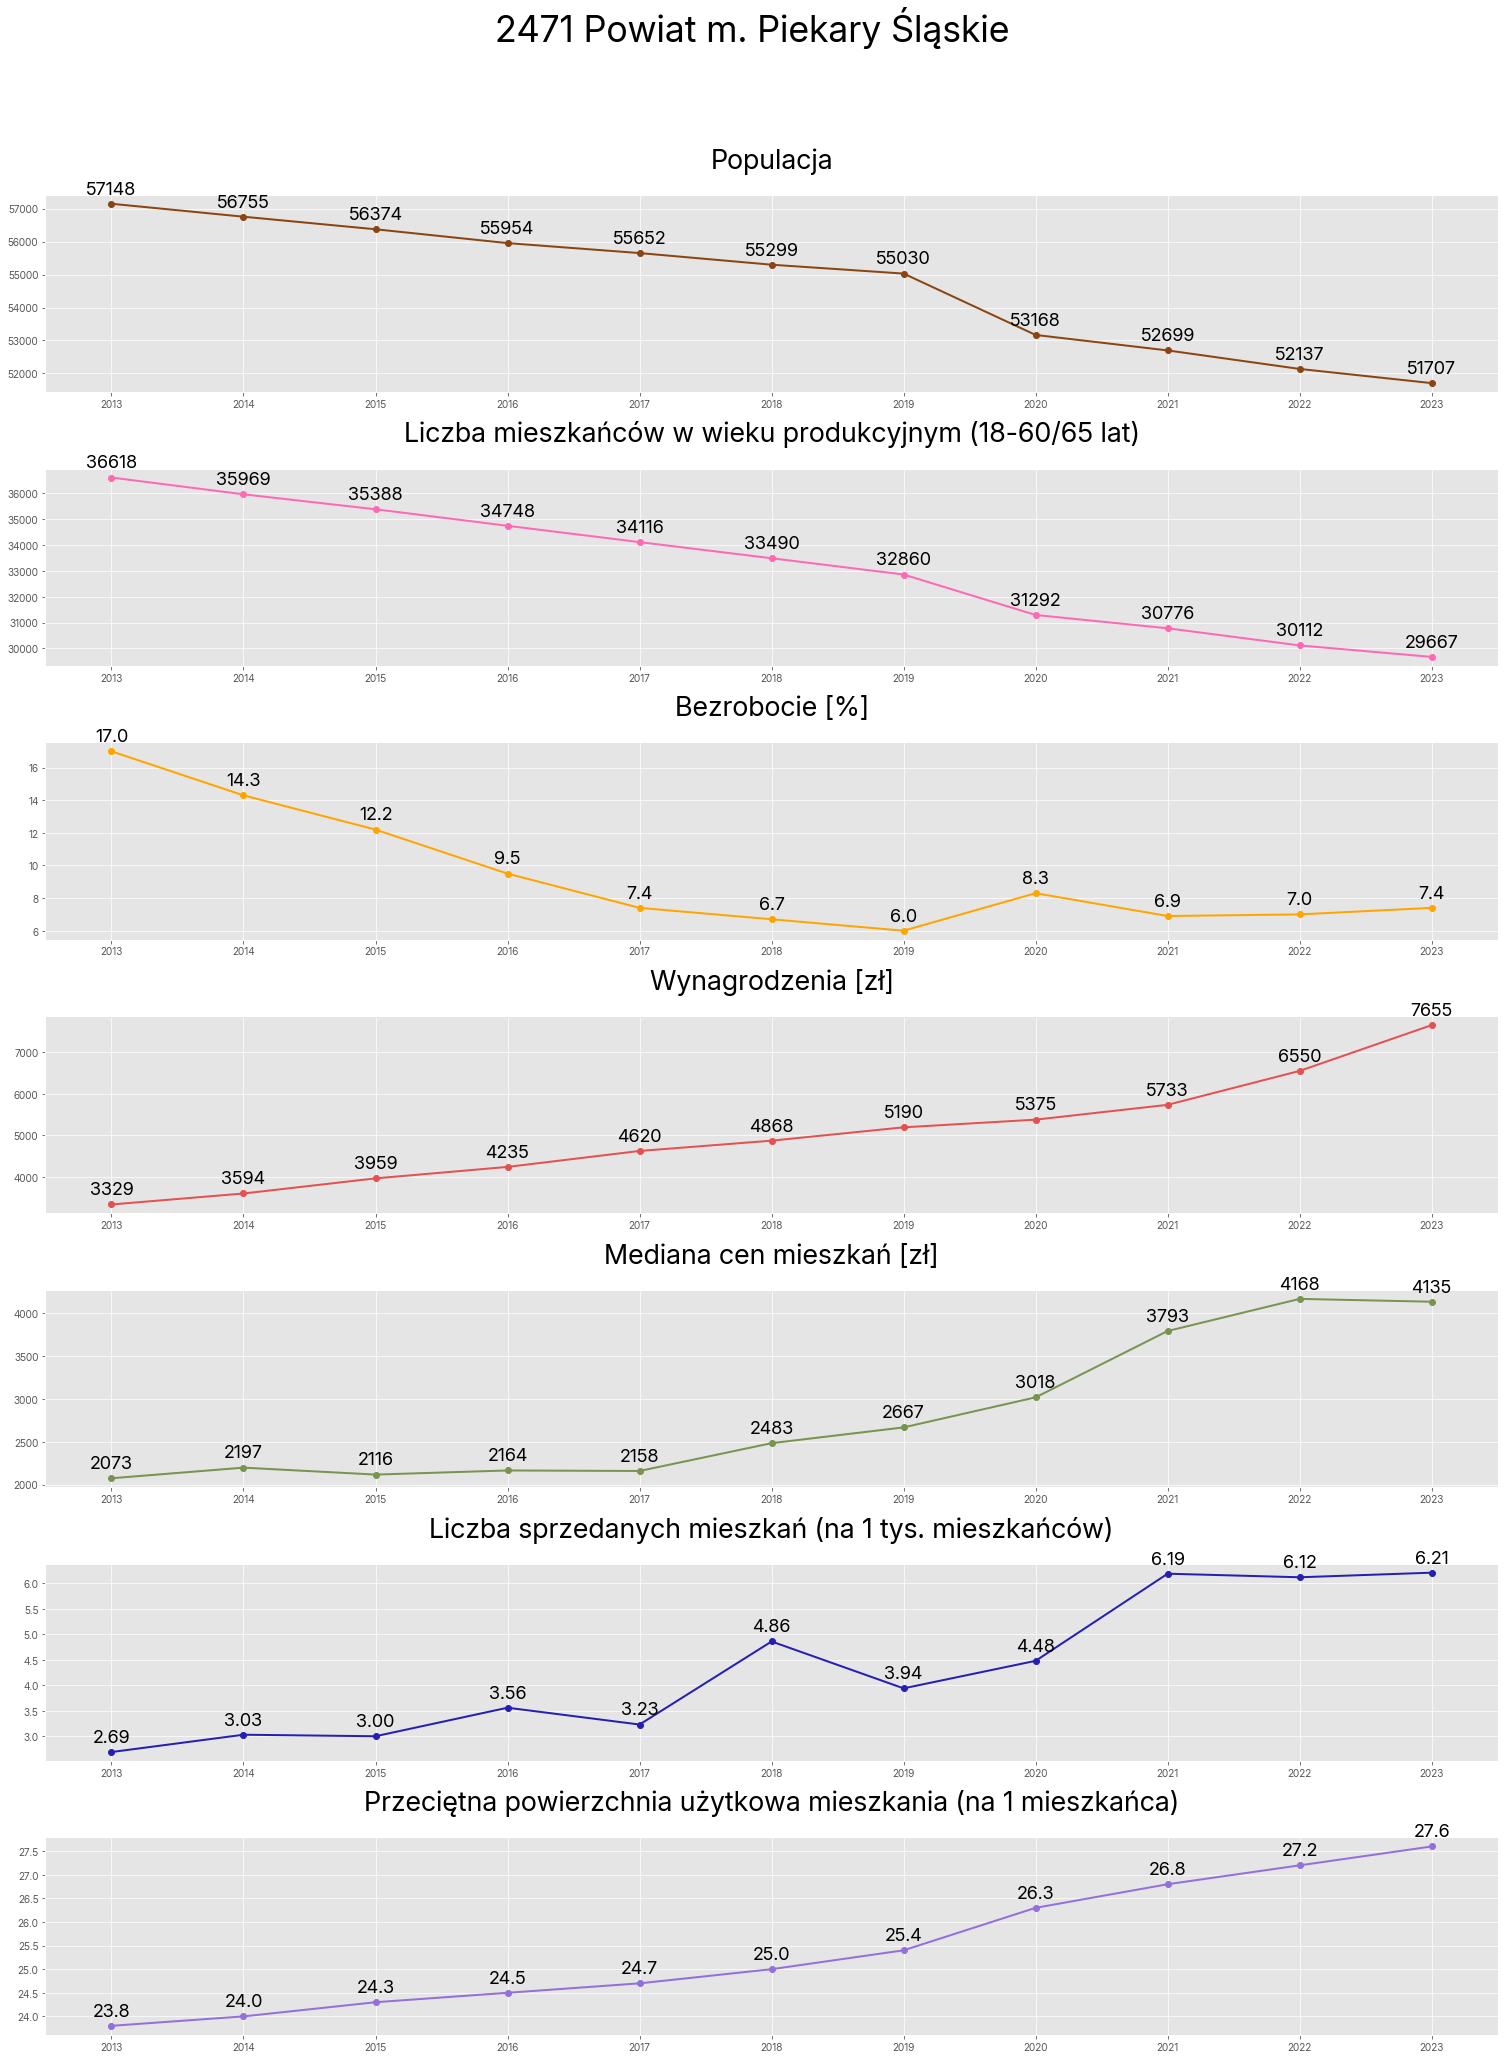 2471 Powiat m. Piekary Śląskie
Populacja
57148 56755 56374 55954 55652 55299 55030 53168 52699 52137 51707
57000
56000
55000
54000
53000
52000
2013 2014 2015 2016 2017 2018 2019 2020 2021 2022 2023
Liczba mieszkańców w wieku produkcyjnym (18-60/65 lat)
36618 35969 35388 34748 34116 33490 32860 31292 30776 30112 29667
36000
35000
34000
33000
32000
31000
30000
2013 2014 2015 2016 2017 2018 2019 2020 2021 2022 2023
Bezrobocie [%]
17.0 14.3 12.2 9.5 7.4 6.7 6.0 8.3 6.9 7.0 7.4
16
14
12
10
8
6
2013 2014 2015 2016 2017 2018 2019 2020 2021 2022 2023
Wynagrodzenia [zł]
3329 3594 3959 4235 4620 4868 5190 5375 5733 6550 7655
7000
6000
5000
4000
2013 2014 2015 2016 2017 2018 2019 2020 2021 2022 2023
Mediana cen mieszkań [zł]
2073 2197 2116 2164 2158 2483 2667 3018 3793 4168 4135
4000
3500
3000
2500
2000
2013 2014 2015 2016 2017 2018 2019 2020 2021 2022 2023
Liczba sprzedanych mieszkań (na 1 tys. mieszkańców)
2.69 3.03 3.00 3.56 3.23 4.86 3.94 4.48 6.19 6.12 6.21
6.0
5.5
5.0
4.5
4.0
3.5
3.0
2013 2014 2015 2016 2017 2018 2019 2020 2021 2022 2023
Przeciętna powierzchnia użytkowa mieszkania (na 1 mieszkańca)
23.8 24.0 24.3 24.5 24.7 25.0 25.4 26.3 26.8 27.2 27.6
27.5
27.0
26.5
26.0
25.5
25.0
24.5
24.0
2013 2014 2015 2016 2017 2018 2019 2020 2021 2022 2023